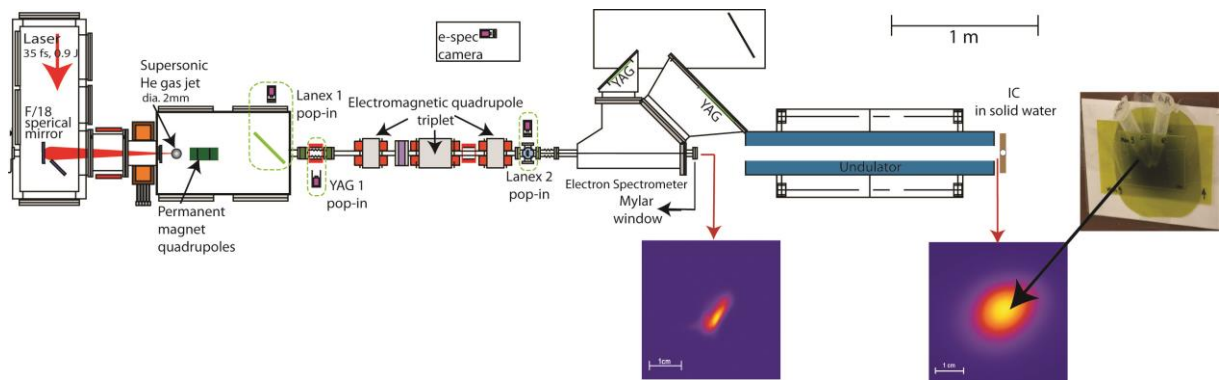 Laser
35 fs, 0.9 J
F/18
sperical
mirror
Supersonic
He gas jet
dia. 2mm
Permanent
magnet
quadrupoles
Lanex 1
pop-in
YAG 1
pop-in
Electromagnetic quadrupole
triplet
e-spec
camera
Lanex 2
pop-in
YAG
YAG
Electron Spectrometer
Mylar
window
Undulator
1 m
IC
in solid water
1cm
1 cm